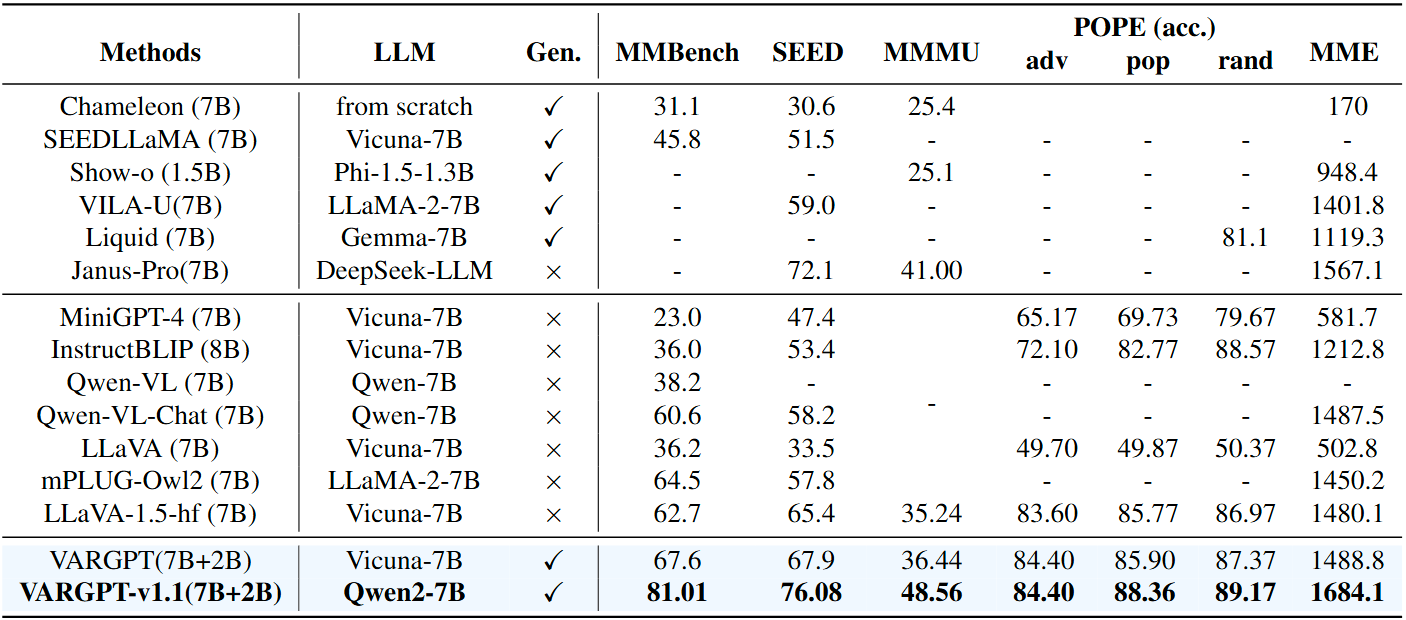 Methods LLM Gen. MMBench SEED MMMU POPE (acc.) adv pop rand MME
Chameleon (7B) from scratch ✓ 31.1 30.6 25.4 170
SEEDLLaMA (7B) Vicuna-7B ✓ 45.8 51.5 - - - - -
Show-o (1.5B) Phi-1.5-1.3B ✓ - - 25.1 948.4
VILA-U(7B) LLaMA-2-7B ✓ - 59.0 - - - - 1401.8
Liquid (7B) Gemma-7B ✓ - - - - - 81.1 1119.3
Janus-Pro(7B) DeepSeek-LLM × - 72.1 41.00 - - - 1567.1
MiniGPT-4 (7B) Vicuna-7B × 23.0 47.4 65.17 69.73 79.67 581.7
InstructBLIP (8B) Vicuna-7B × 36.0 53.4 72.10 82.77 88.57 1212.8
Qwen-VL (7B) Qwen-7B × 38.2 - - - - -
Qwen-VL-Chat (7B) Qwen-7B × 60.6 58.2 - - - - 1487.5
LLaVA (7B) Vicuna-7B × 36.2 33.5 49.70 49.87 50.37 502.8
mPLUG-Owl2 (7B) LLaMA-2-7B × 64.5 57.8 - - - 1450.2
LLaVA-1.5-hf (7B) Vicuna-7B × 62.7 65.4 35.24 83.60 85.77 86.97 1480.1
VARGPT(7B+2B) Vicuna-7B ✓ 67.6 67.9 36.44 84.40 85.90 87.37 1488.8
VARGPT-v1.1(7B+2B) Qwen2-7B ✓ 81.01 76.08 48.56 84.40 88.36 89.17 1684.1